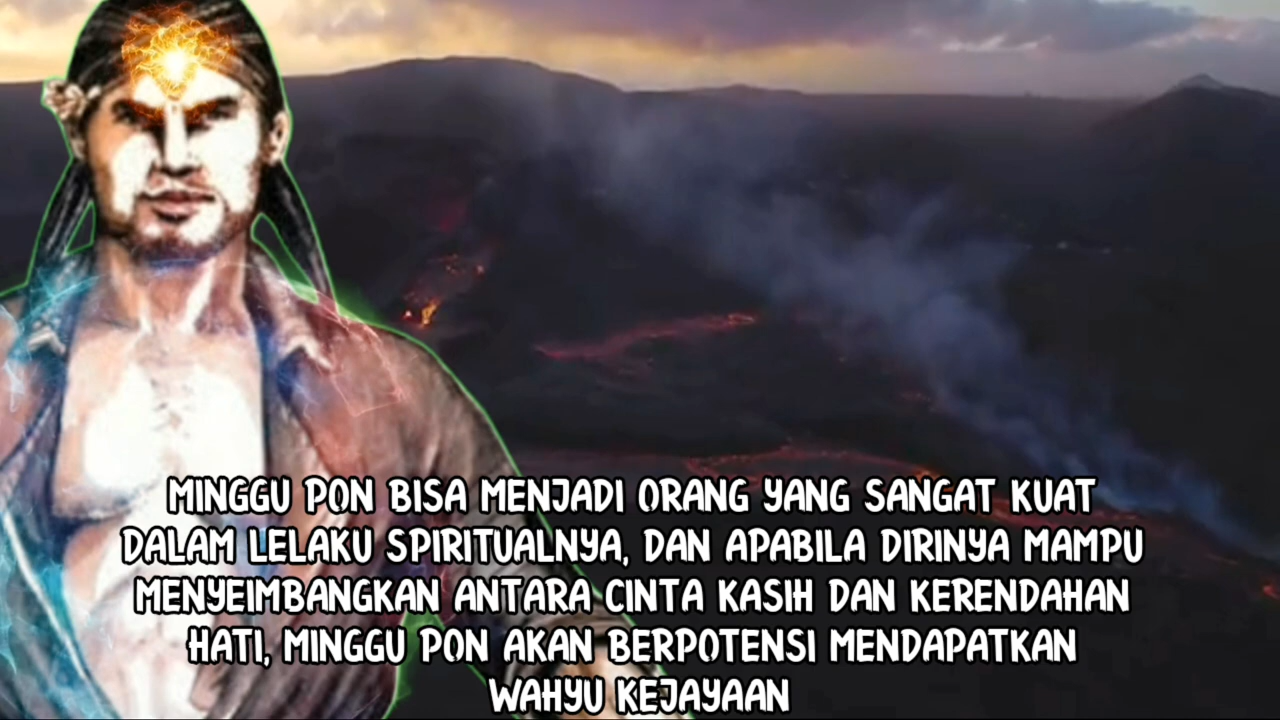 MINGGU PON BISA MENJADI ORANG YANG SANGAT KUAT
DALAM LELAKU SPIRITUALNYA, DAN APABILA DIRINYA MAMPU
MENYEIMBANGKAN ANTARA CINTA KASIH DAN KERENDAHAN
HATI, MINGGU PON AKAN BERPOTENSI MENDAPATKAN
WAHYU KEJAYAAN